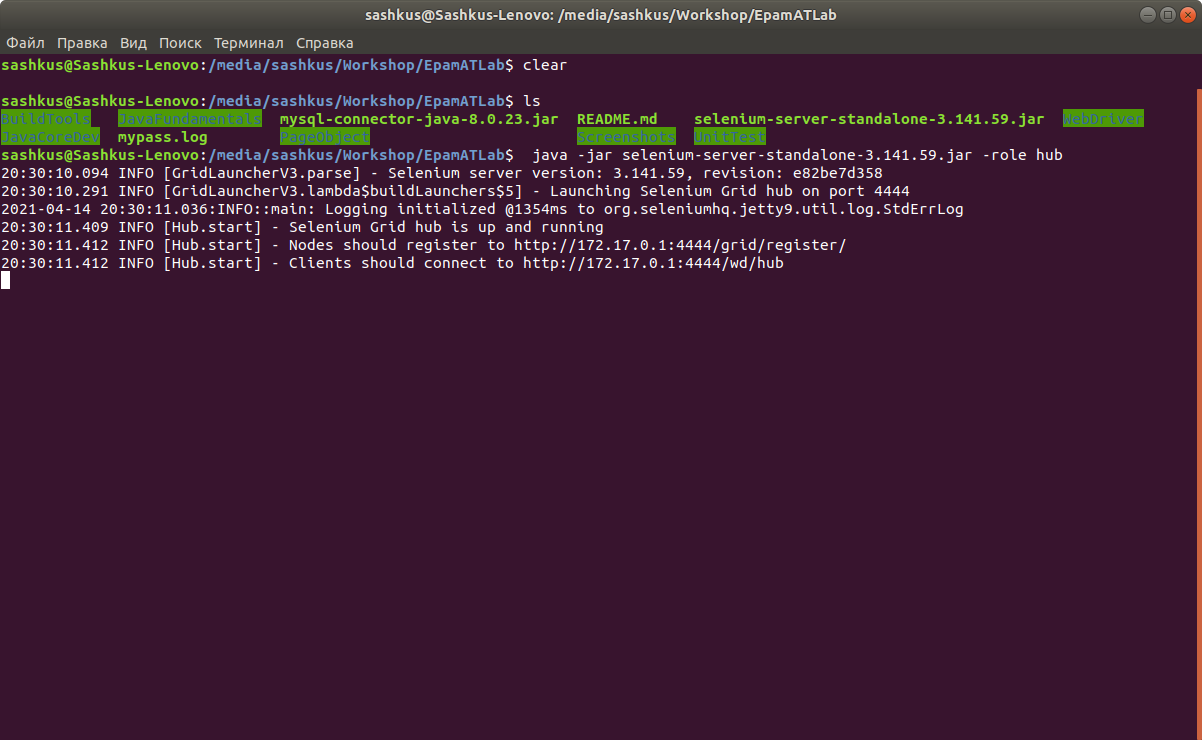 sashkus@Sashkus-Lenovo: /media/sashkus/Workshop/EpamATLab
Файл Правка Вид Поиск Терминал Справка
sashkus@Sashkus-Lenovo:/media/sashkus/Workshop/EpamATLab$ clear
sashkus@Sashkus-Lenovo:/media/sashkus/Workshop/EpamATLab$ ls
BuildTools JavaFundamentals mysql-connector-java-8.0.23.jar README.md selenium-server-standalone-3.141.59.jar WebDriver
JavaCoreDev mypass.log PageObject Screenshots UnitTest
sashkus@Sashkus-Lenovo:/media/sashkus/Workshop/EpamATLab$ java -jar selenium-server-standalone-3.141.59.jar -role hub
20:30:10.094 INFO [GridLauncherV3.parse] - Selenium server version: 3.141.59, revision: e82be7d358
20:30:10.291 INFO [GridLauncherV3.lambda$buildLaunchers$5] - Launching Selenium Grid hub on port 4444
2021-04-14 20:30:11.036:INFO::main: Logging initialized @1354ms to org.seleniumhq.jetty9.util.log.StdErrLog
20:30:11.409 INFO [Hub.start] - Selenium Grid hub is up and running
20:30:11.412 INFO [Hub.start] - Nodes should register to http://172.17.0.1:4444/grid/register/
20:30:11.412 INFO [Hub.start] - Clients should connect to http://172.17.0.1:4444/wd/hub